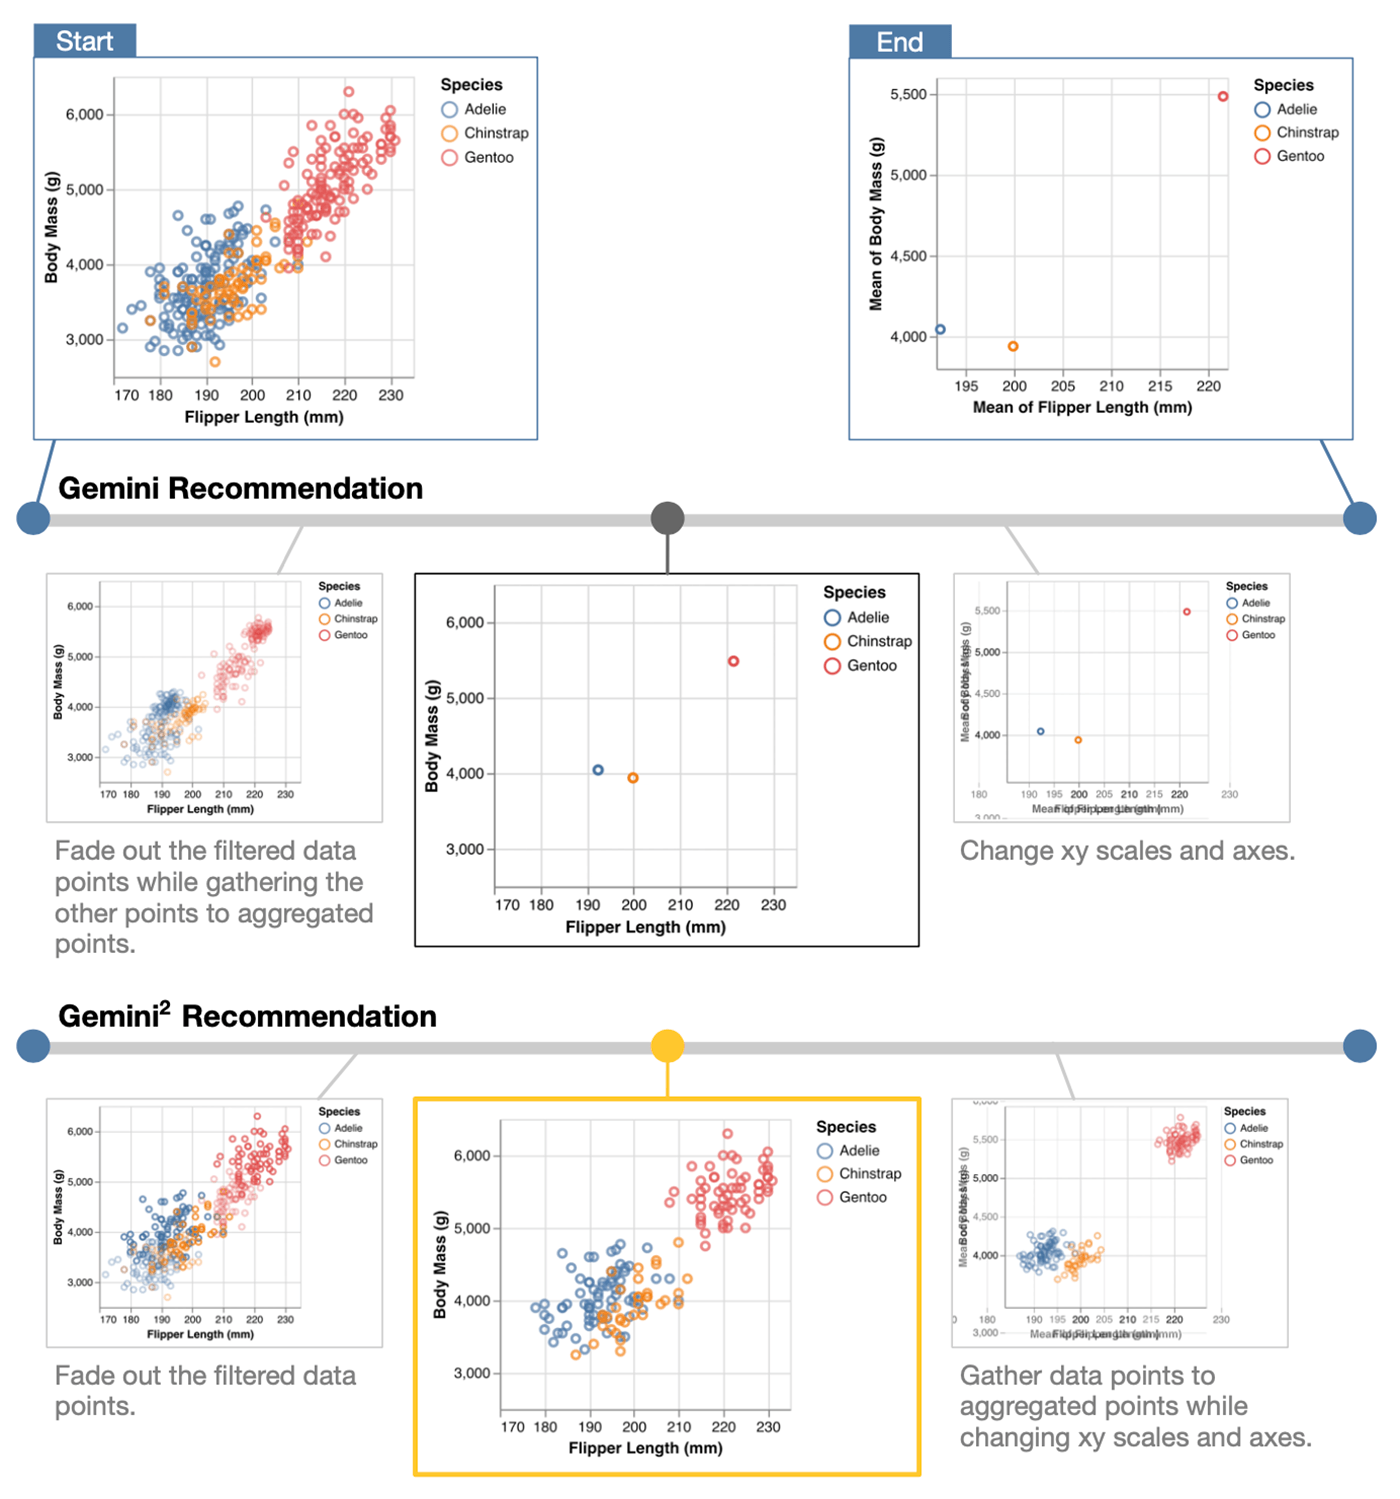 Start
Species
Adelie
Chinstrap
Gentoo
6,000
5,000
4,000
3,000
Body Mass (g)
170 180 190 200 210 220 230
Flipper Length (mm)
End
Species
Adelie
Chinstrap
Gentoo
5,500
5,000
4,500
4,000
Mean of Body Mass (g)
195 200 205 210 215 220
Mean of Flipper Length (mm)
Gemini Recommendation
Species
Adelie
Chinstrap
Gentoo
6,000
5,000
4,000
3,000
Body Mass (g)
170 180 190 200 210 220 230
Flipper Length (mm)
Fade out the filtered data
points while gathering the
other points to aggregated
points.
Species
Adelie
Chinstrap
Gentoo
6,000
5,000
4,000
3,000
Body Mass (g)
170 180 190 200 210 220 230
Flipper Length (mm)
Species
Adelie
Chinstrap
Gentoo
5,500
5,000
4,500
4,000
3,000
180 190 195 200 205 210 215 220 230
Change xy scales and axes.
Gemini² Recommendation
Species
Adelie
Chinstrap
Gentoo
6,000
5,000
4,000
3,000
Body Mass (g)
170 180 190 200 210 220 230
Flipper Length (mm)
Fade out the filtered data
points.
Species
Adelie
Chinstrap
Gentoo
6,000
5,000
4,000
3,000
Body Mass (g)
170 180 190 200 210 220 230
Flipper Length (mm)
Species
Adelie
Chinstrap
Gentoo
6,000
5,500
5,000
4,500
4,000
3,000
180 190 195 200 205 210 215 220 230
Gather data points to
aggregated points while
changing xy scales and axes.